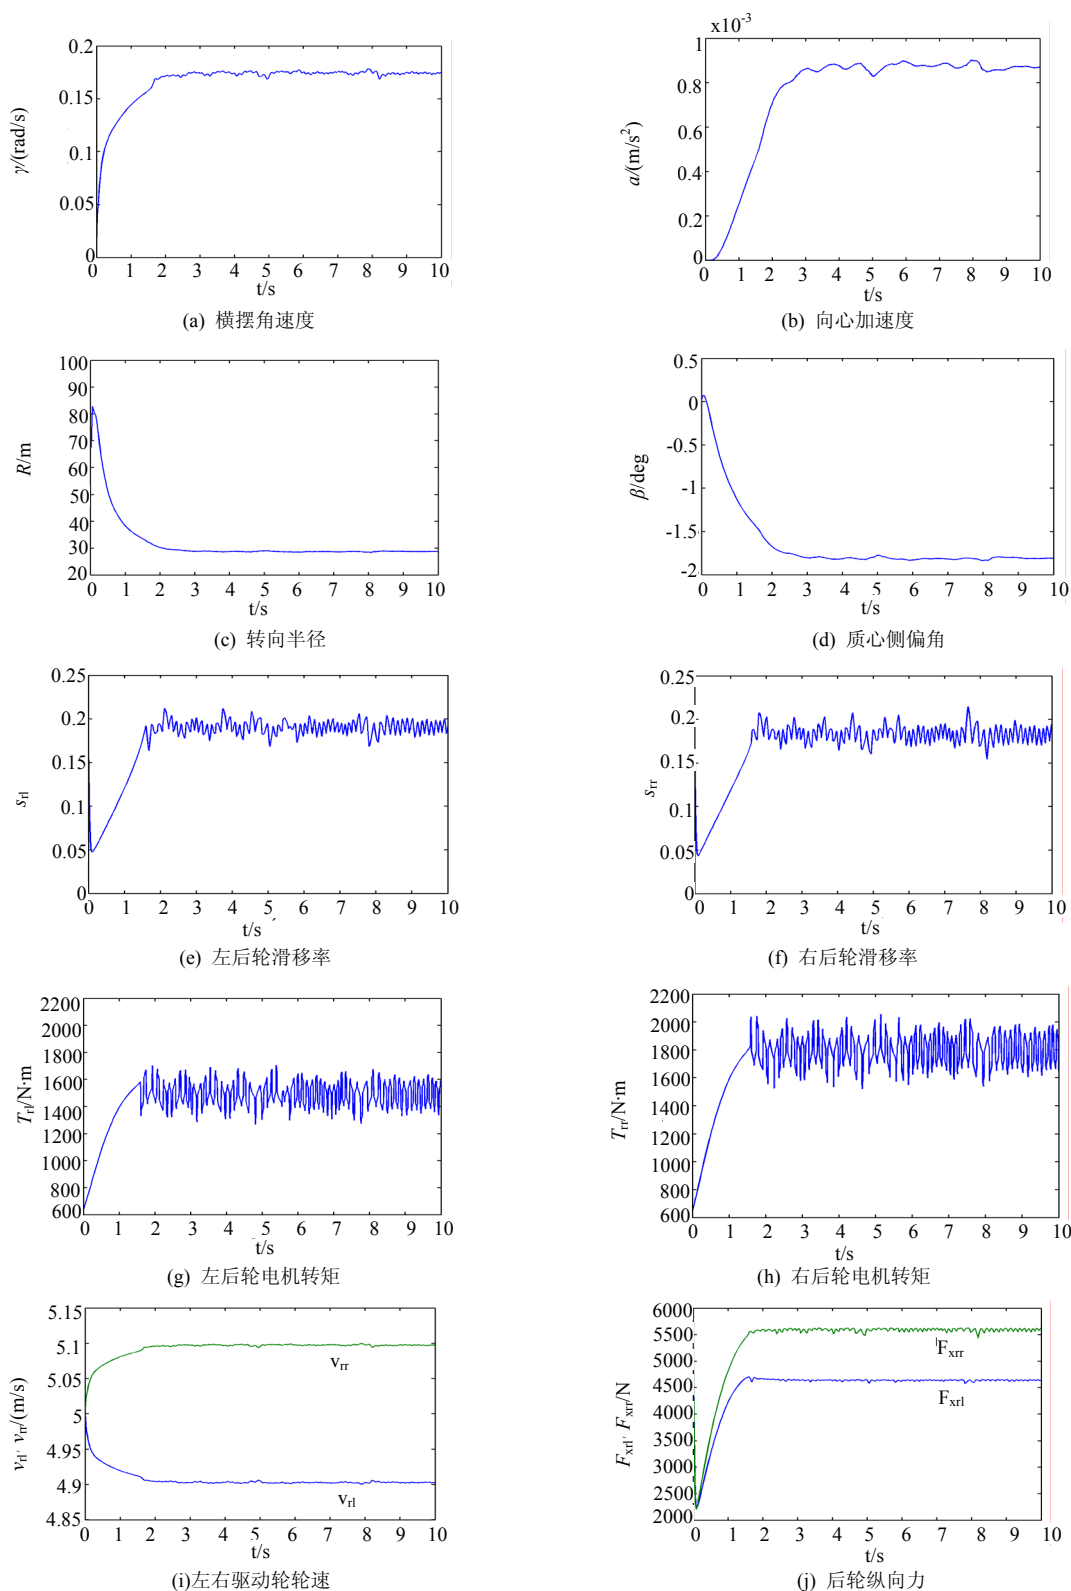 γ/(rad/s)
0.2
0.15
0.1
0.05
0
0 1 2 3 4 5 6 7 8 9 10
t/s
(a) 横摆角速度
x10-3
a/(m/s²)
1
0.8
0.6
0.4
0.2
0
0 1 2 3 4 5 6 7 8 9 10
t/s
(b) 向心加速度
R/m
100
90
80
70
60
50
40
30
20
0 1 2 3 4 5 6 7 8 9 10
t/s
(c) 转向半径
β/deg
0.5
0
-0.5
-1
-1.5
-2
0 1 2 3 4 5 6 7 8 9 10
t/s
(d) 质心侧偏角
srl
0.25
0.2
0.15
0.1
0.05
0
0 1 2 3 4 5 6 7 8 9 10
t/s
(e) 左后轮滑移率
srr
0.25
0.2
0.15
0.1
0.05
0
0 1 2 3 4 5 6 7 8 9 10
t/s
(f) 右后轮滑移率
Trl/N·m
2200
2000
1800
1600
1400
1200
1000
800
600
0 1 2 3 4 5 6 7 8 9 10
t/s
(g) 左后轮电机转矩
Trr/N·m
2200
2000
1800
1600
1400
1200
1000
800
600
0 1 2 3 4 5 6 7 8 9 10
t/s
(h) 右后轮电机转矩
vrl, vrr/(m/s)
5.15
5.1
5.05
5
4.95
4.9
4.85
vrr
vrl
0 1 2 3 4 5 6 7 8 9 10
t/s
(i)左右驱动轮轮速
Fxrl, Fxrr/N
6000
5500
5000
4500
4000
3500
3000
2500
2000
Fxrr
Fxrl
0 1 2 3 4 5 6 7 8 9 10
t/s
(j) 后轮纵向力